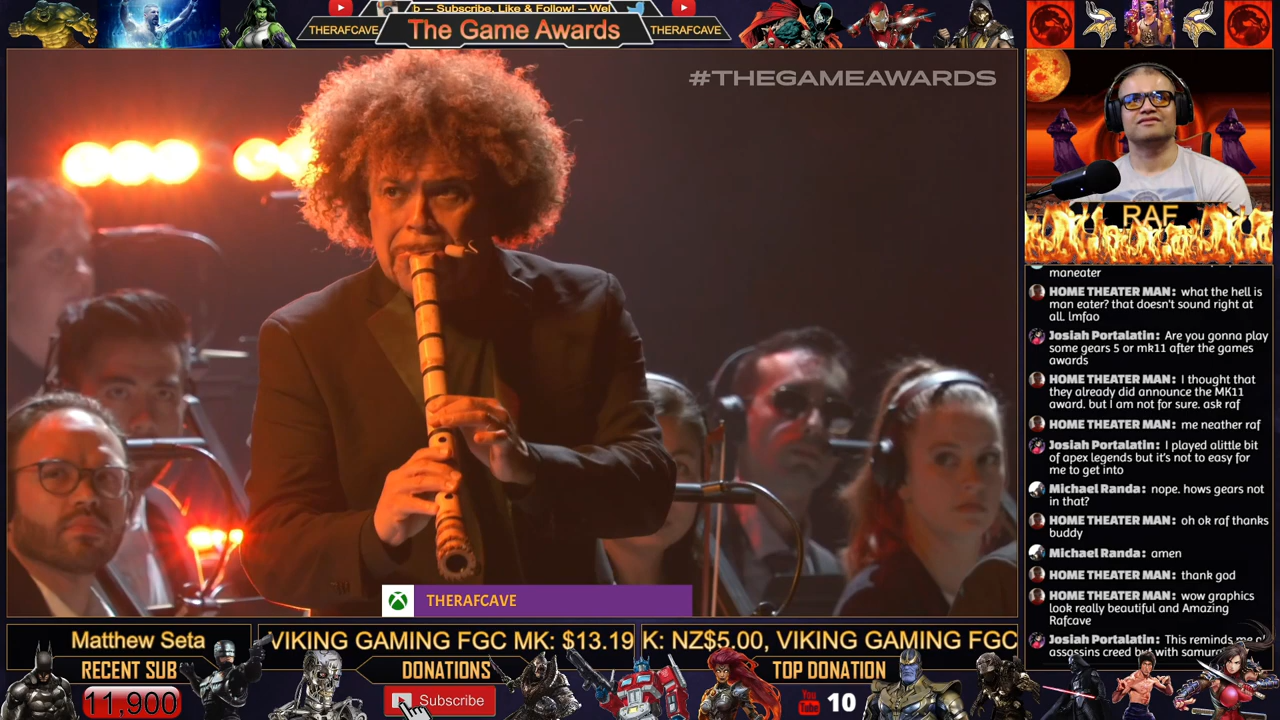 b – Subscribe, Like & Follow! – Wel
THERAFCAVE
The Game Awards
THERAFCAVE
#THEGAMEAWARDS
RAF
maneater
HOME THEATER MAN : what the hell is
man eater? that doesn't sound right at
all. lmfao
Josiah Portalatin : Are you gonna play
some gears 5 or mk11 after the games
awards
HOME THEATER MAN : I thought that
they already did announce the MK11
award. but I am not for sure. ask raf
HOME THEATER MAN : me neather raf
Josiah Portalatin : I played alittle bit
of apex legends but it's not to easy for
me to get into
Michael Randa : nope. hows gears not
in that?
HOME THEATER MAN : oh ok raf thanks
buddy
Michael Randa : amen
HOME THEATER MAN : thank god
HOME THEATER MAN : wow graphics
look really beautiful and Amazing
Rafcave
Josiah Portalatin : This reminds me
assassins creed but with
THERAFCAVE
Matthew Seta
VIKING GAMING FGC MK: $13.19
K: NZ$5.00, VIKING GAMING FGC
RECENT SUB
DONATIONS
TOP DONATION
11,900
Subscribe
You Tube 10